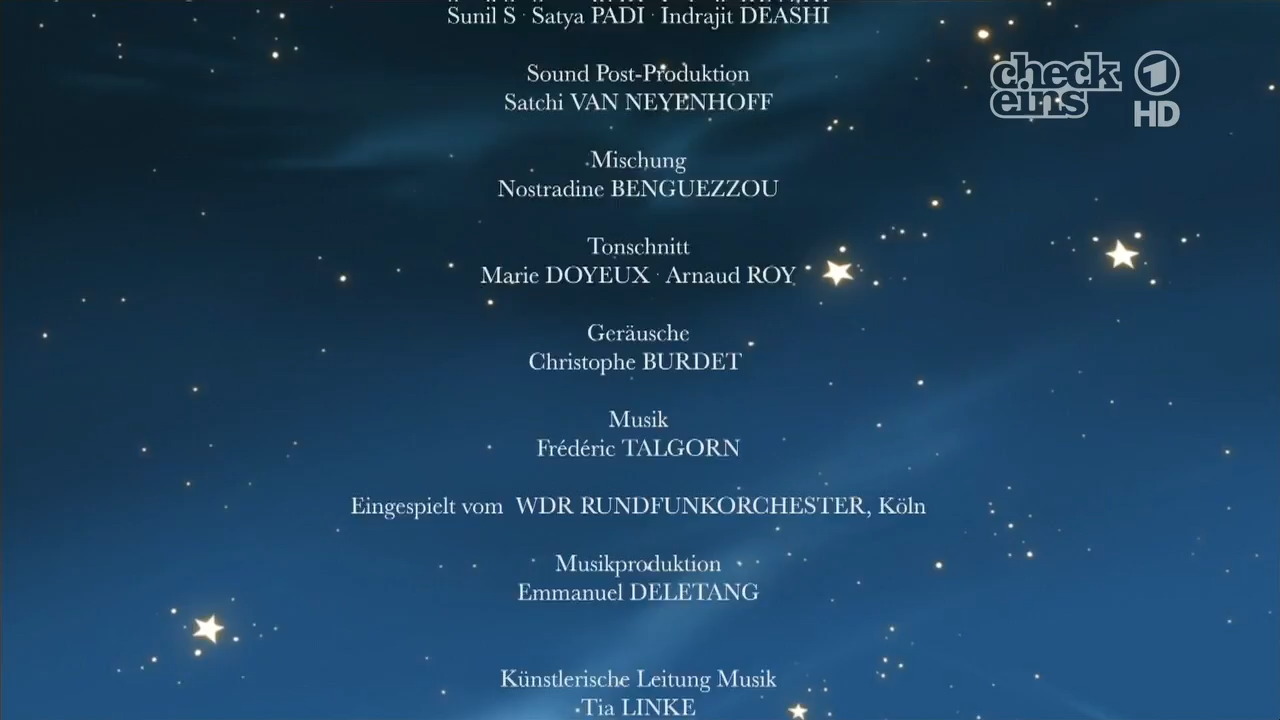 Sunil S · Satya PADI · Indrajit DEASHI
check eins 1 HD
Sound Post-Produktion
Satchi VAN NEYENHOFF
Mischung
Nostradine BENGUEZZOU
Tonschnitt
Marie DOYEUX · Arnaud ROY
Geräusche
Christophe BURDET
Musik
Frédéric TALGORN
Eingespielt vom WDR RUNDFUNKORCHESTER, Köln
Musikproduktion
Emmanuel DELETANG
Künstlerische Leitung Musik
Tia LINKE